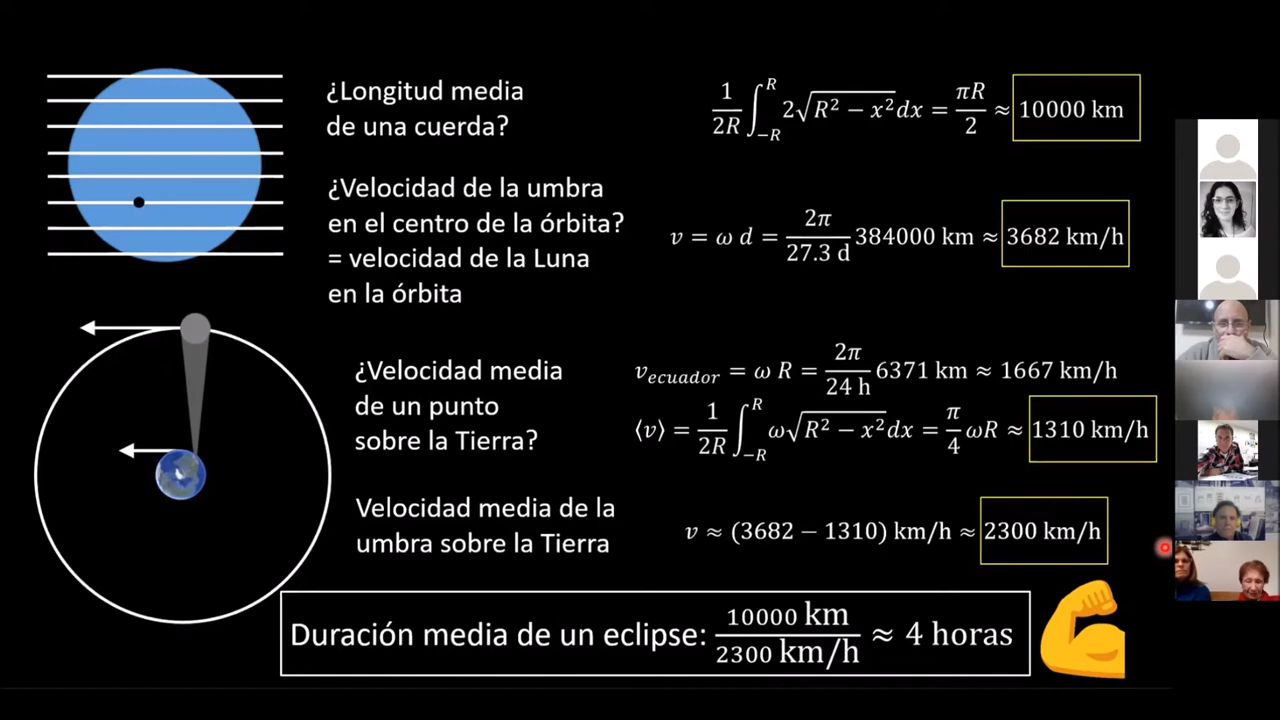 ¿Longitud media
de una cuerda?
1/2R ∫_{-R}^{R} 2√(R² − x²)dx = πR/2 ≈ 10000 km
¿Velocidad de la umbra
en el centro de la órbita?
= velocidad de la Luna
en la órbita
v = ω d = 2π/27.3 d 384000 km ≈ 3682 km/h
¿Velocidad media
de un punto
sobre la Tierra?
v_ecuador = ω R = 2π/24 h 6371 km ≈ 1667 km/h
⟨v⟩ = 1/2R ∫_{-R}^{R} ω√(R² − x²)dx = π/4 ωR ≈ 1310 km/h
Velocidad media de la
umbra sobre la Tierra
v ≈ (3682 − 1310) km/h ≈ 2300 km/h
Duración media de un eclipse: 10000 km/2300 km/h ≈ 4 horas